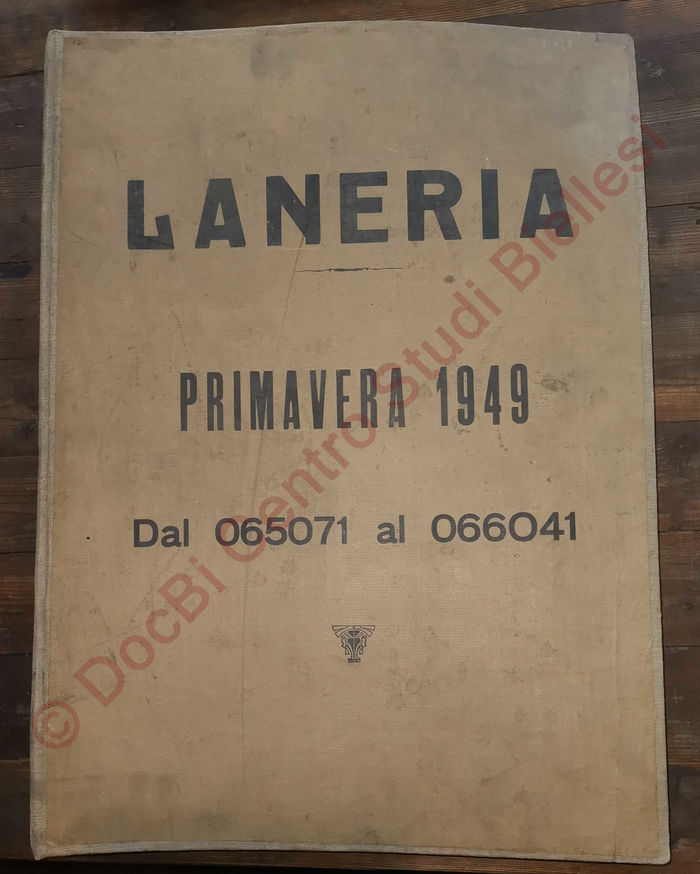 LANERIA
PRIMAVERA 1949
Dal 065071 al 066041
© DocBi Centro Studi Biellesi